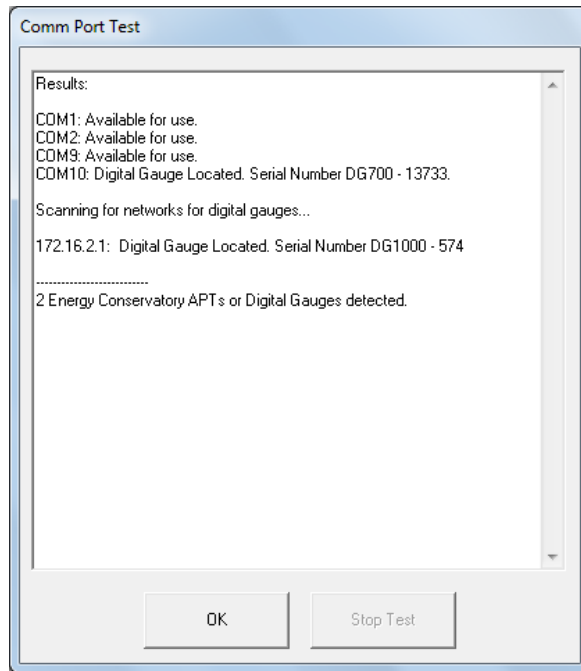 Comm Port Test
Results:
COM1: Available for use.
COM2: Available for use.
COM9: Available for use.
COM10: Digital Gauge Located. Serial Number DG700 - 13733.
Scanning for networks for digital gauges...
172.16.2.1:  Digital Gauge Located. Serial Number DG1000 - 574
---------------------------
2 Energy Conservatory APTs or Digital Gauges detected.
OK
Stop Test